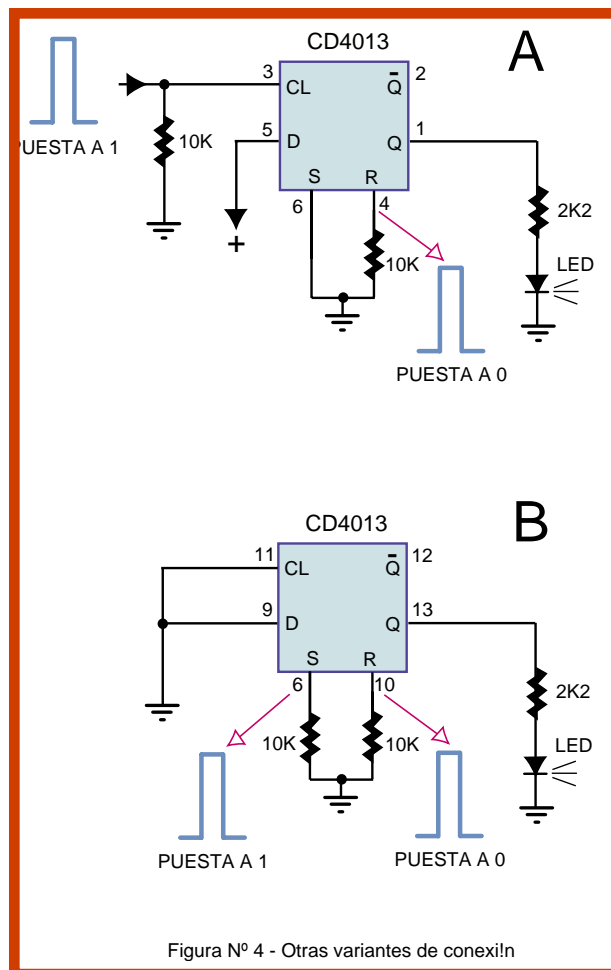 CD4013
A
3
CL
Q̄
2
5
D
Q
1
10K
PUESTA A 1
S
R
6
4
2K2
+
10K
LED
PUESTA A 0
CD4013
B
11
CL
Q̄
12
9
D
Q
13
S
R
6
10
2K2
10K
10K
LED
PUESTA A 1
PUESTA A 0
Figura Nº 4 - Otras variantes de conexi!n